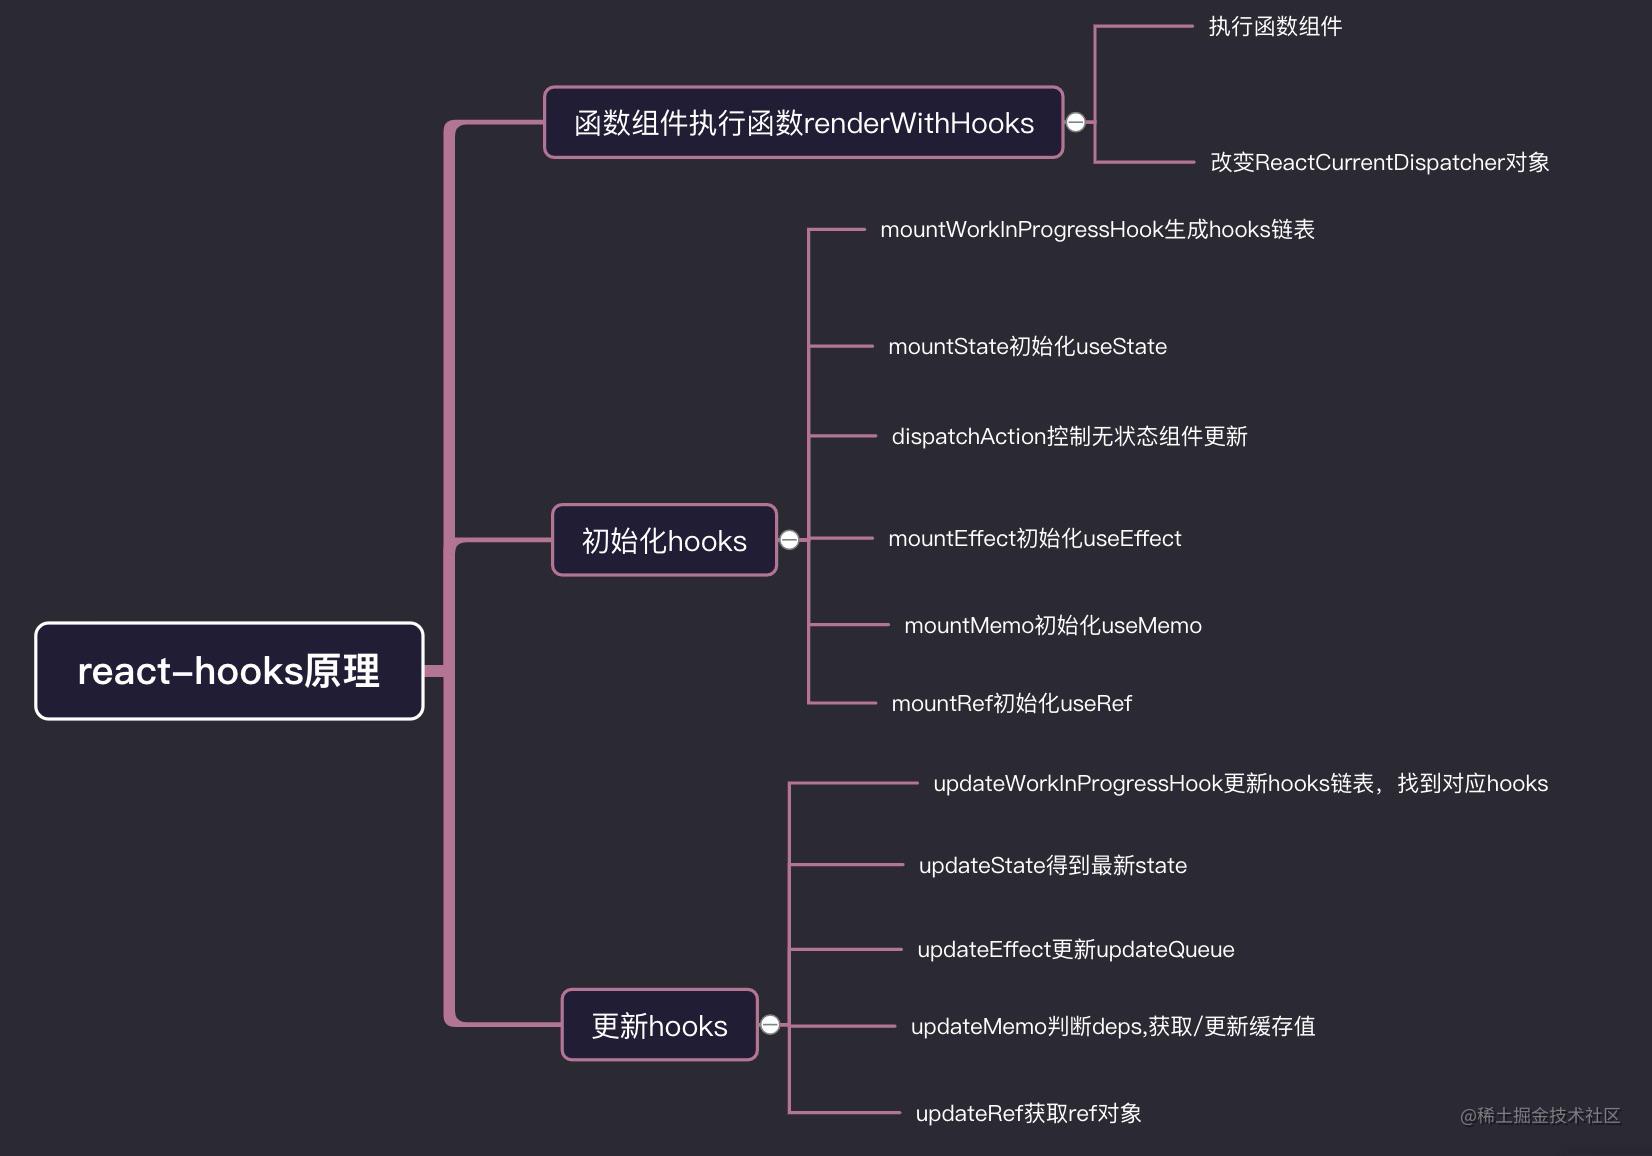 执行函数组件
函数组件执行函数renderWithHooks
改变ReactCurrentDispatcher对象
mountWorkInProgressHook生成hooks链表
mountState初始化useState
dispatchAction控制无状态组件更新
初始化hooks
mountEffect初始化useEffect
mountMemo初始化useMemo
react-hooks原理
mountRef初始化useRef
updateWorkInProgressHook更新hooks链表，找到对应hooks
updateState得到最新state
updateEffect更新updateQueue
更新hooks
updateMemo判断deps,获取/更新缓存值
updateRef获取ref对象
@稀土掘金技术社区